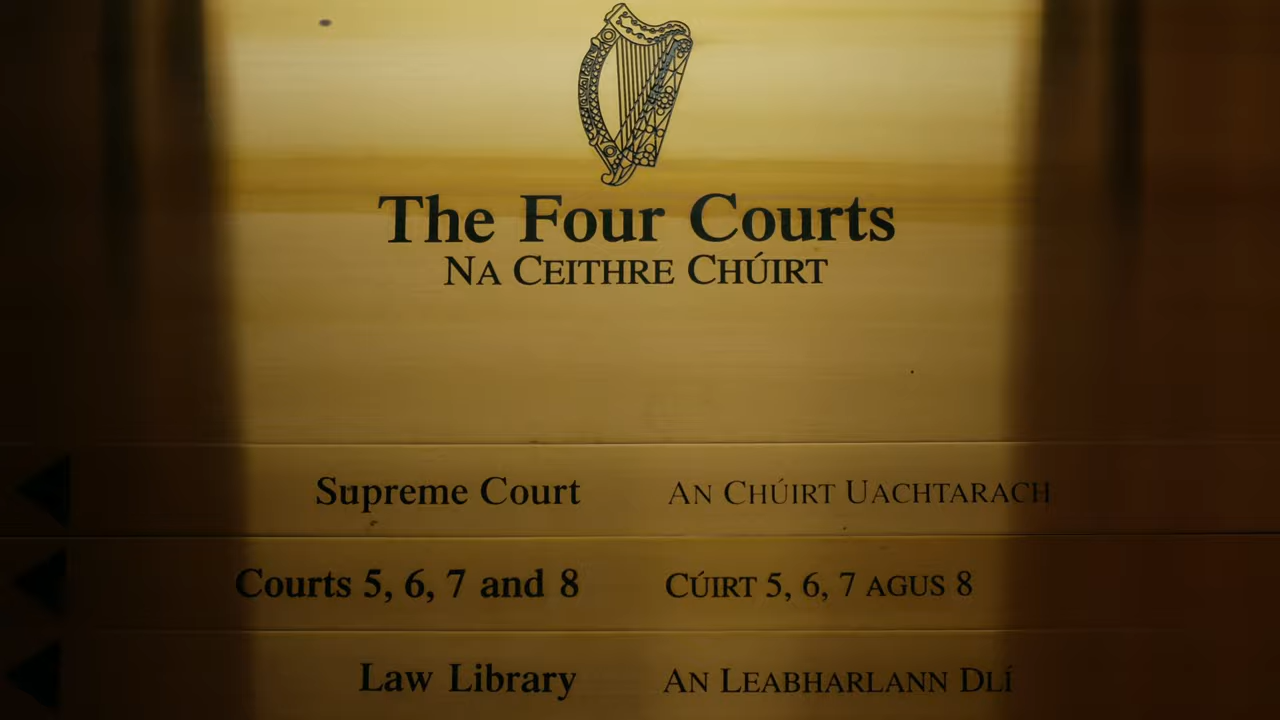 The Four Courts
NA CEITHRE CHÚIRT
Supreme Court AN CHÚIRT UACHTARACH
Courts 5, 6, 7 and 8 CÚIRT 5, 6, 7 AGUS 8
Law Library AN LEABHARLANN DLÍ